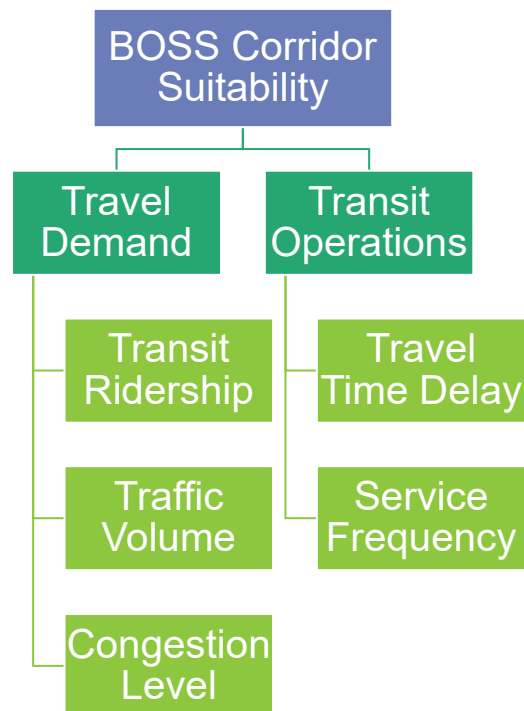 BOSS Corridor
Suitability
Travel
Demand
Transit
Operations
Transit
Ridership
Traffic
Volume
Congestion
Level
Travel
Time Delay
Service
Frequency